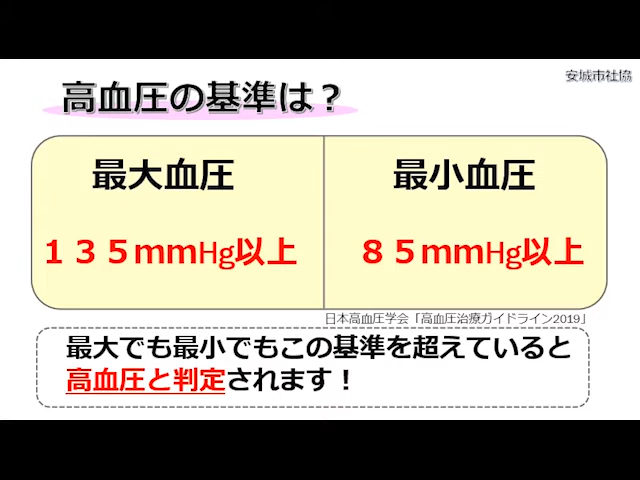 安城市社協
高血圧の基準は？
最大血圧
最小血圧
１３５mmHg以上
８５mmHg以上
日本高血圧学会「高血圧治療ガイドライン2019」
最大でも最小でもこの基準を超えていると
高血圧と判定されます！